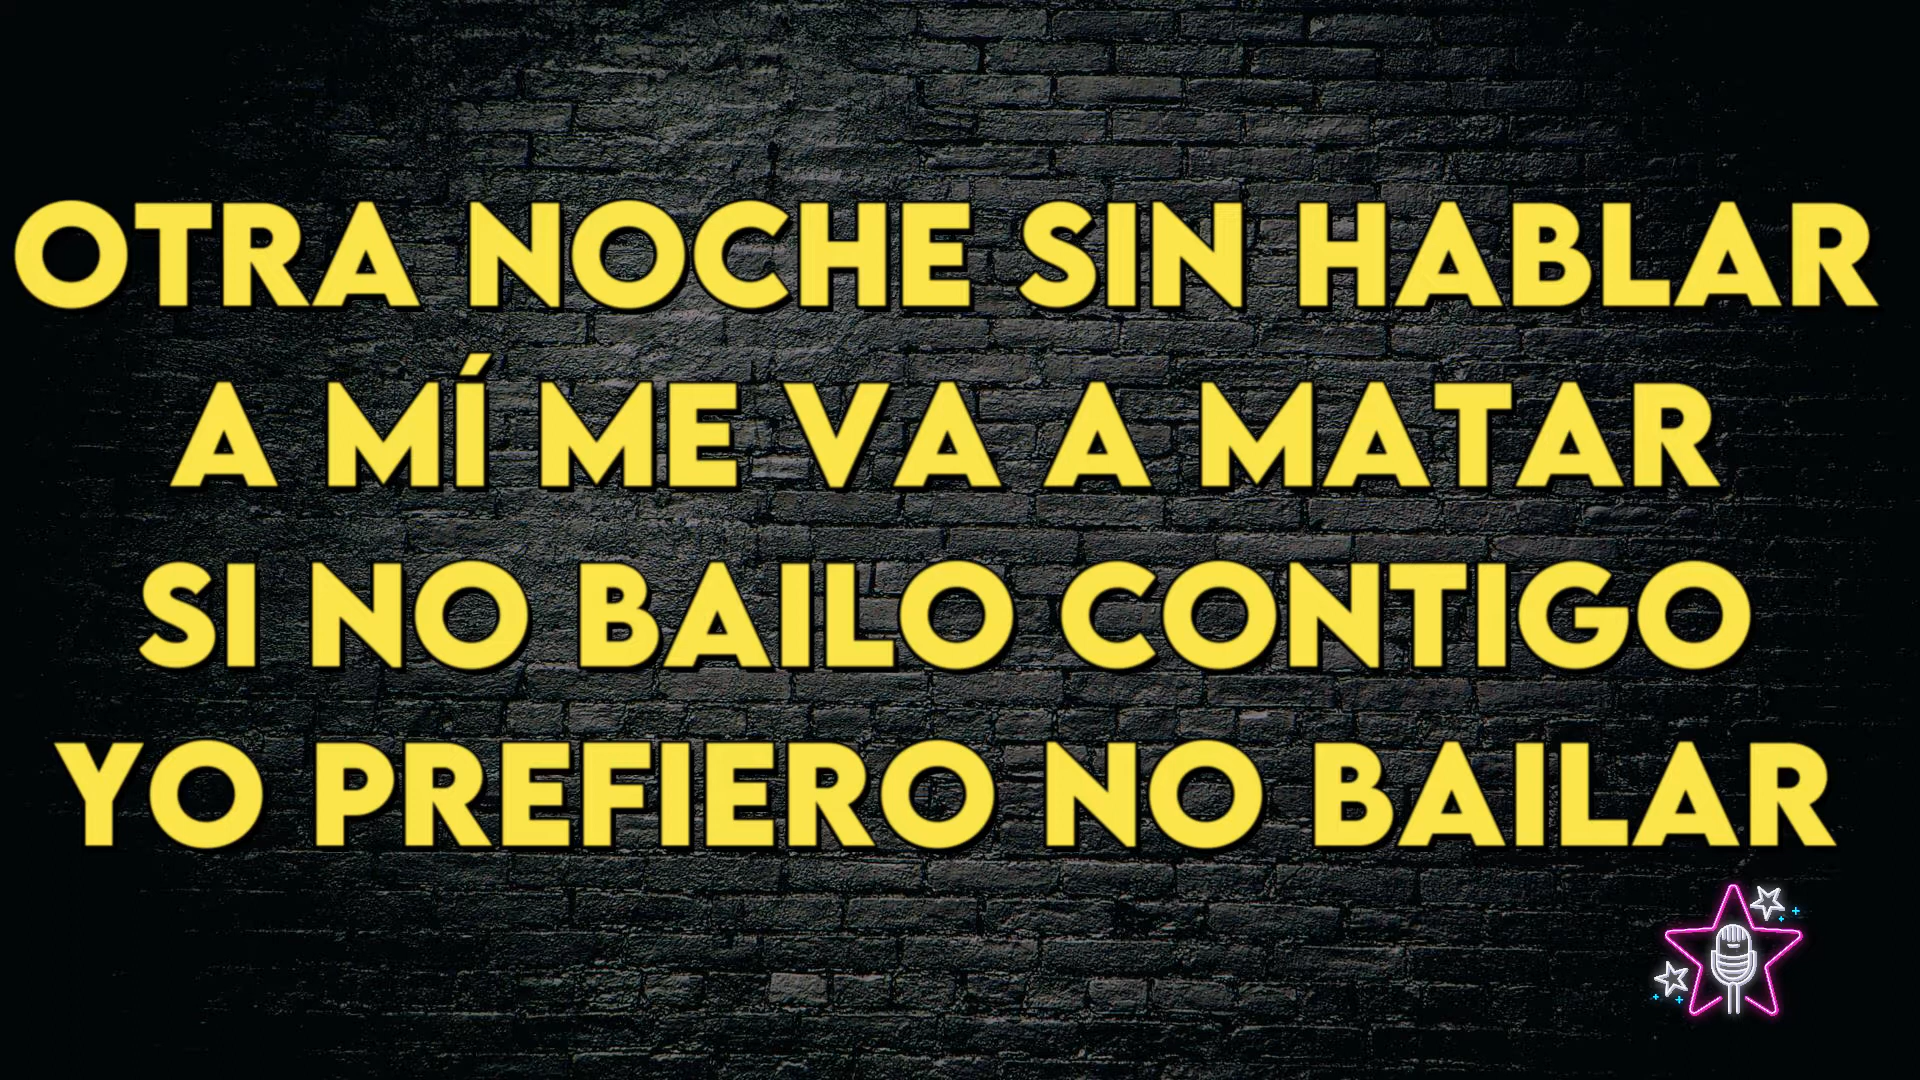 OTRA NOCHE SIN HABLAR
A MÍ ME VA A MATAR
SI NO BAILO CONTIGO
YO PREFIERO NO BAILAR